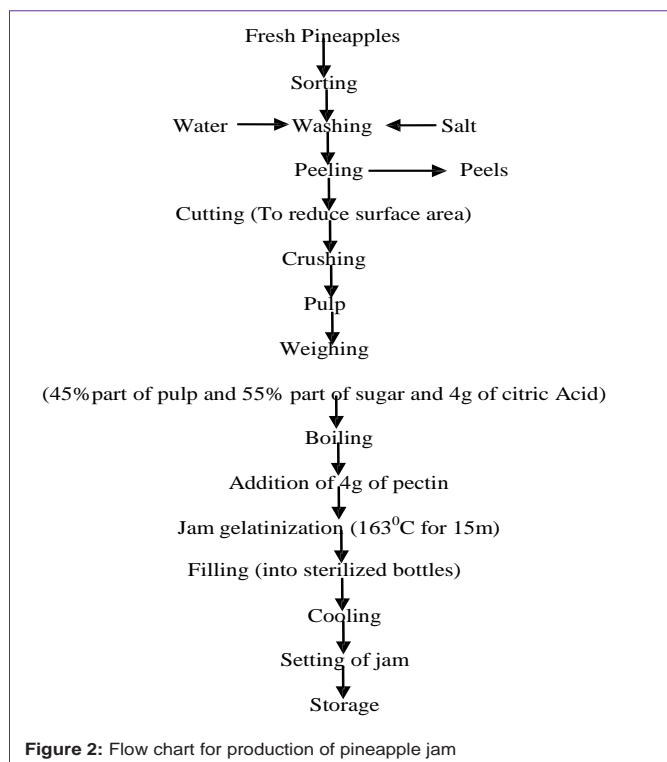 Fresh Pineapples
Sorting
Water Washing Salt
Peeling Peels
Cutting (To reduce surface area)
Crushing
Pulp
Weighing
(45%part of pulp and 55% part of sugar and 4g of citric Acid)
Boiling
Addition of 4g of pectin
Jam gelatinization (163⁰C for 15m)
Filling (into sterilized bottles)
Cooling
Setting of jam
Storage
Figure 2: Flow chart for production of pineapple jam